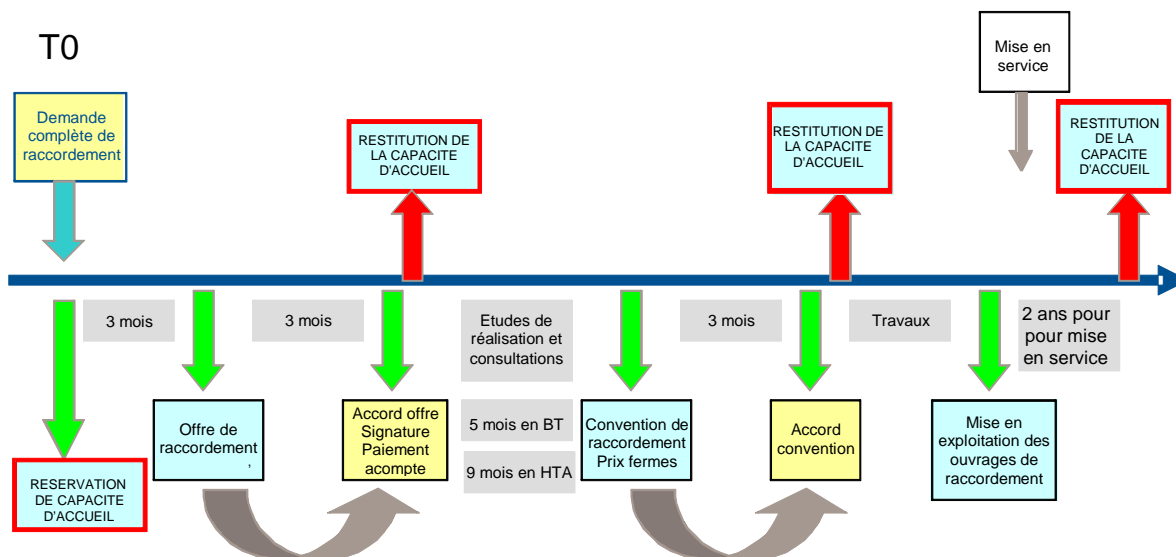 T0
Mise en
service
Demande
complète de
raccordement
RESTITUTION DE
LA CAPACITE
D'ACCUEIL
RESTITUTION DE
LA CAPACITE
D'ACCUEIL
RESTITUTION
DE LA
CAPACITE
D'ACCUEIL
3 mois
3 mois
Etudes de
réalisation et
consultations
3 mois
Travaux
2 ans pour
pour mise
en service
RESERVATION
DE CAPACITE
D'ACCUEIL
Offre de
raccordement
,
Accord offre
Signature
Paiement
acompte
5 mois en BT
9 mois en HTA
Convention de
raccordement
Prix fermes
Accord
convention
Mise en
exploitation des
ouvrages de
raccordement